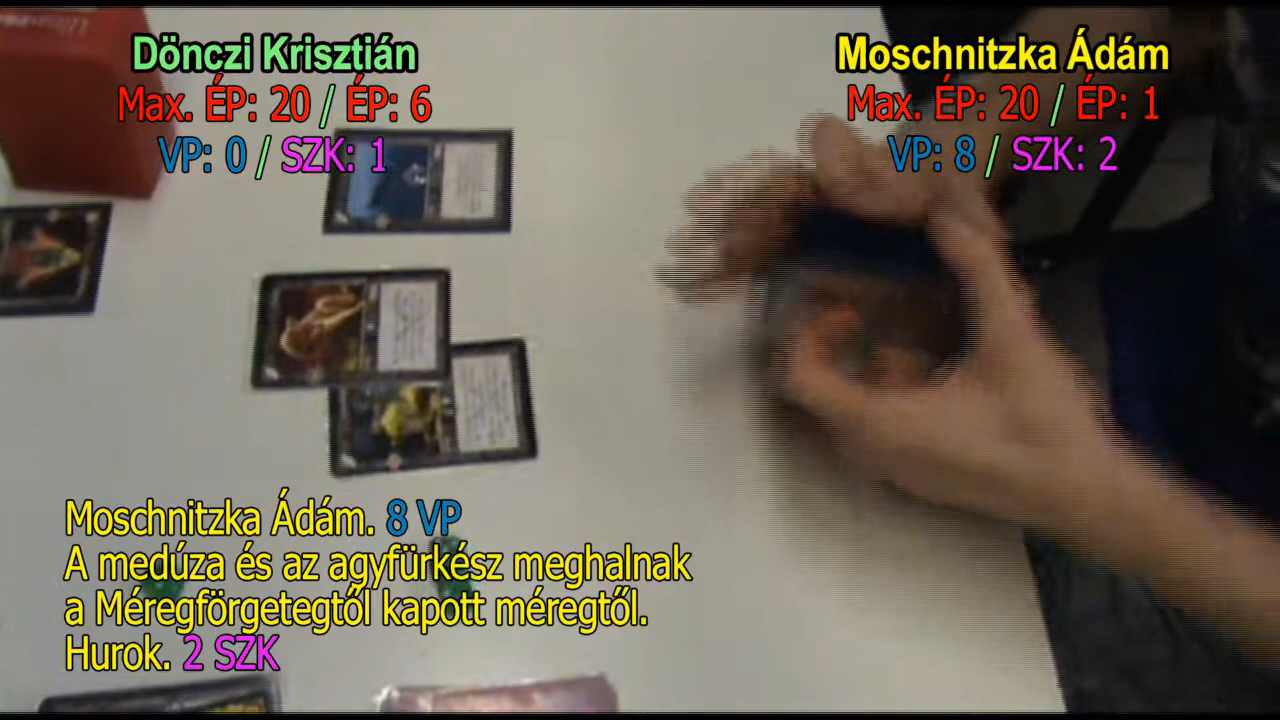 Dönczi Krisztián
Max. ÉP: 20 / ÉP: 6
VP: 0 / SZK: 1
Moschnitzka Ádám
Max. ÉP: 20 / ÉP: 1
VP: 8 / SZK: 2
Moschnitzka Ádám. 8 VP
A medúza és az agyfürkész meghalnak
a Méregförgetegtől kapott méregtől.
Hurok. 2 SZK